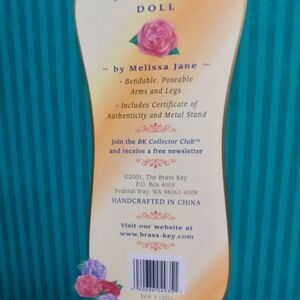 DOLL
~ by Melissa Jane ~
• Bendable, Poseable
Arms and Legs
• Includes Certificate of
Authenticity and Metal Stand
Join the BK Collector Club™
and receive a free newsletter
©2001, The Brass Key
P.O. Box 4009
Federal Way, WA 98063-4009
HANDCRAFTED IN CHINA
Visit our website at
www.brass-key.com
Item #